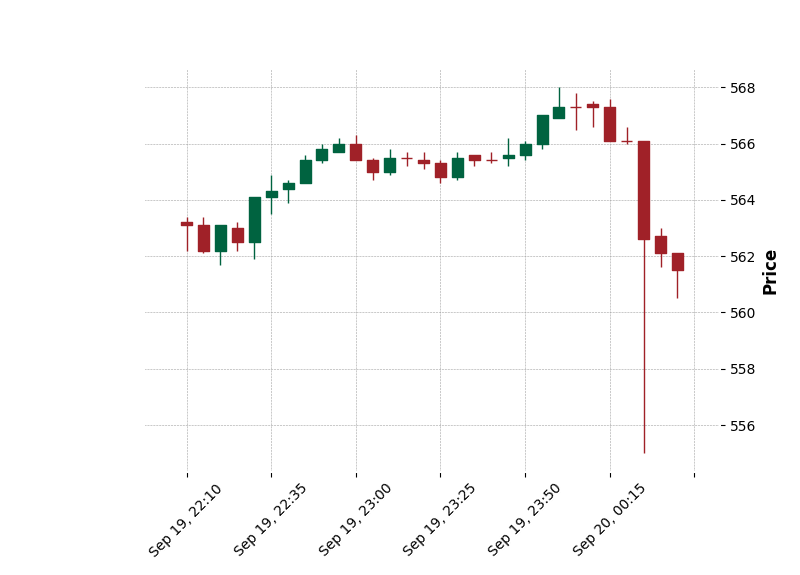 568
566
564
562
560
558
556
Price
Sep 19, 22:10
Sep 19, 22:35
Sep 19, 23:00
Sep 19, 23:25
Sep 19, 23:50
Sep 20, 00:15